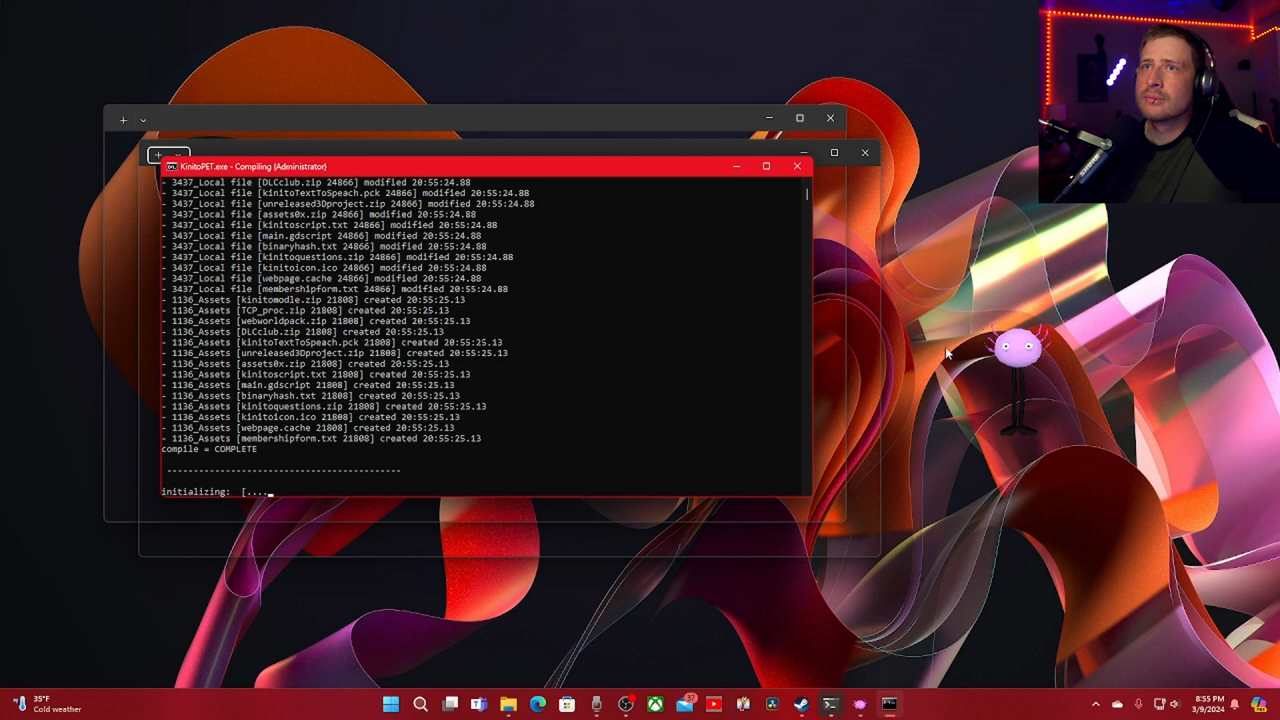 KinitoPET.exe - Compiling (Administrator)
- 3437_Local file [DLCclub.zip 24866] modified 20:55:24.88
- 3437_Local file [kinitoTextToSpeach.pck 24866] modified 20:55:24.88
- 3437_Local file [unreleased3Dproject.zip 24866] modified 20:55:24.88
- 3437_Local file [assets0x.zip 24866] modified 20:55:24.88
- 3437_Local file [kinitoscript.txt 24866] modified 20:55:24.88
- 3437_Local file [main.gdscript 24866] modified 20:55:24.88
- 3437_Local file [binaryhash.txt 24866] modified 20:55:24.88
- 3437_Local file [kinitoquestions.zip 24866] modified 20:55:24.88
- 3437_Local file [kinitoicon.ico 24866] modified 20:55:24.88
- 3437_Local file [webpage.cache 24866] modified 20:55:24.88
- 3437_Local file [membershipform.txt 24866] modified 20:55:24.88
- 1136_Assets [kinitomodle.zip 21808] created 20:55:25.13
- 1136_Assets [TCP_proc.zip 21808] created 20:55:25.13
- 1136_Assets [webworldpack.zip 21808] created 20:55:25.13
- 1136_Assets [DLCclub.zip 21808] created 20:55:25.13
- 1136_Assets [kinitoTextToSpeach.pck 21808] created 20:55:25.13
- 1136_Assets [unreleased3Dproject.zip 21808] created 20:55:25.13
- 1136_Assets [assets0x.zip 21808] created 20:55:25.13
- 1136_Assets [kinitoscript.txt 21808] created 20:55:25.13
- 1136_Assets [main.gdscript 21808] created 20:55:25.13
- 1136_Assets [binaryhash.txt 21808] created 20:55:25.13
- 1136_Assets [kinitoquestions.zip 21808] created 20:55:25.13
- 1136_Assets [kinitoicon.ico 21808] created 20:55:25.13
- 1136_Assets [webpage.cache 21808] created 20:55:25.13
- 1136_Assets [membershipform.txt 21808] created 20:55:25.13
compile = COMPLETE
--------------------------------------------
initializing: [...._
35°F
Cold weather
37
8:55 PM
3/9/2024